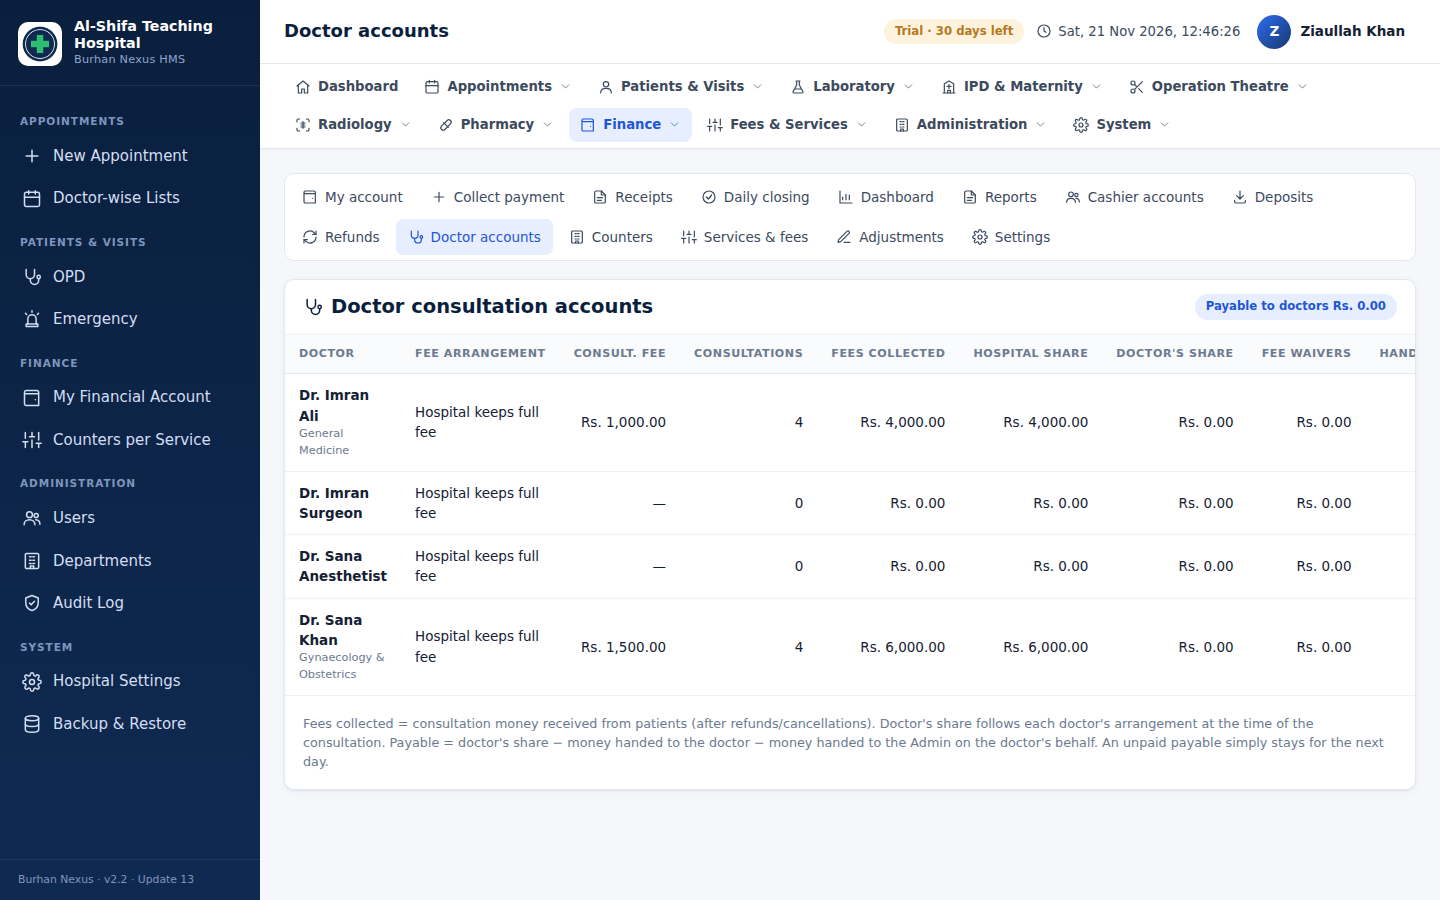 Al-Shifa Teaching
Hospital
Burhan Nexus HMS
APPOINTMENTS
New Appointment
Doctor-wise Lists
PATIENTS & VISITS
OPD
Emergency
FINANCE
My Financial Account
Counters per Service
ADMINISTRATION
Users
Departments
Audit Log
SYSTEM
Hospital Settings
Backup & Restore
Burhan Nexus · v2.2 · Update 13
Doctor accounts
Trial · 30 days left
Sat, 21 Nov 2026, 12:46:26
Z
Ziaullah Khan
Dashboard Appointments Patients & Visits Laboratory IPD & Maternity Operation Theatre
Radiology Pharmacy Finance Fees & Services Administration System
My account Collect payment Receipts Daily closing Dashboard Reports Cashier accounts Deposits
Refunds Doctor accounts Counters Services & fees Adjustments Settings
Doctor consultation accounts
Payable to doctors Rs. 0.00
DOCTOR FEE ARRANGEMENT CONSULT. FEE CONSULTATIONS FEES COLLECTED HOSPITAL SHARE DOCTOR'S SHARE FEE WAIVERS HAND
Dr. Imran
Ali
General
Medicine
Hospital keeps full
fee
Rs. 1,000.00 4 Rs. 4,000.00 Rs. 4,000.00 Rs. 0.00 Rs. 0.00
Dr. Imran
Surgeon
Hospital keeps full
fee
— 0 Rs. 0.00 Rs. 0.00 Rs. 0.00 Rs. 0.00
Dr. Sana
Anesthetist
Hospital keeps full
fee
— 0 Rs. 0.00 Rs. 0.00 Rs. 0.00 Rs. 0.00
Dr. Sana
Khan
Gynaecology &
Obstetrics
Hospital keeps full
fee
Rs. 1,500.00 4 Rs. 6,000.00 Rs. 6,000.00 Rs. 0.00 Rs. 0.00
Fees collected = consultation money received from patients (after refunds/cancellations). Doctor's share follows each doctor's arrangement at the time of the
consultation. Payable = doctor's share − money handed to the doctor − money handed to the Admin on the doctor's behalf. An unpaid payable simply stays for the next
day.